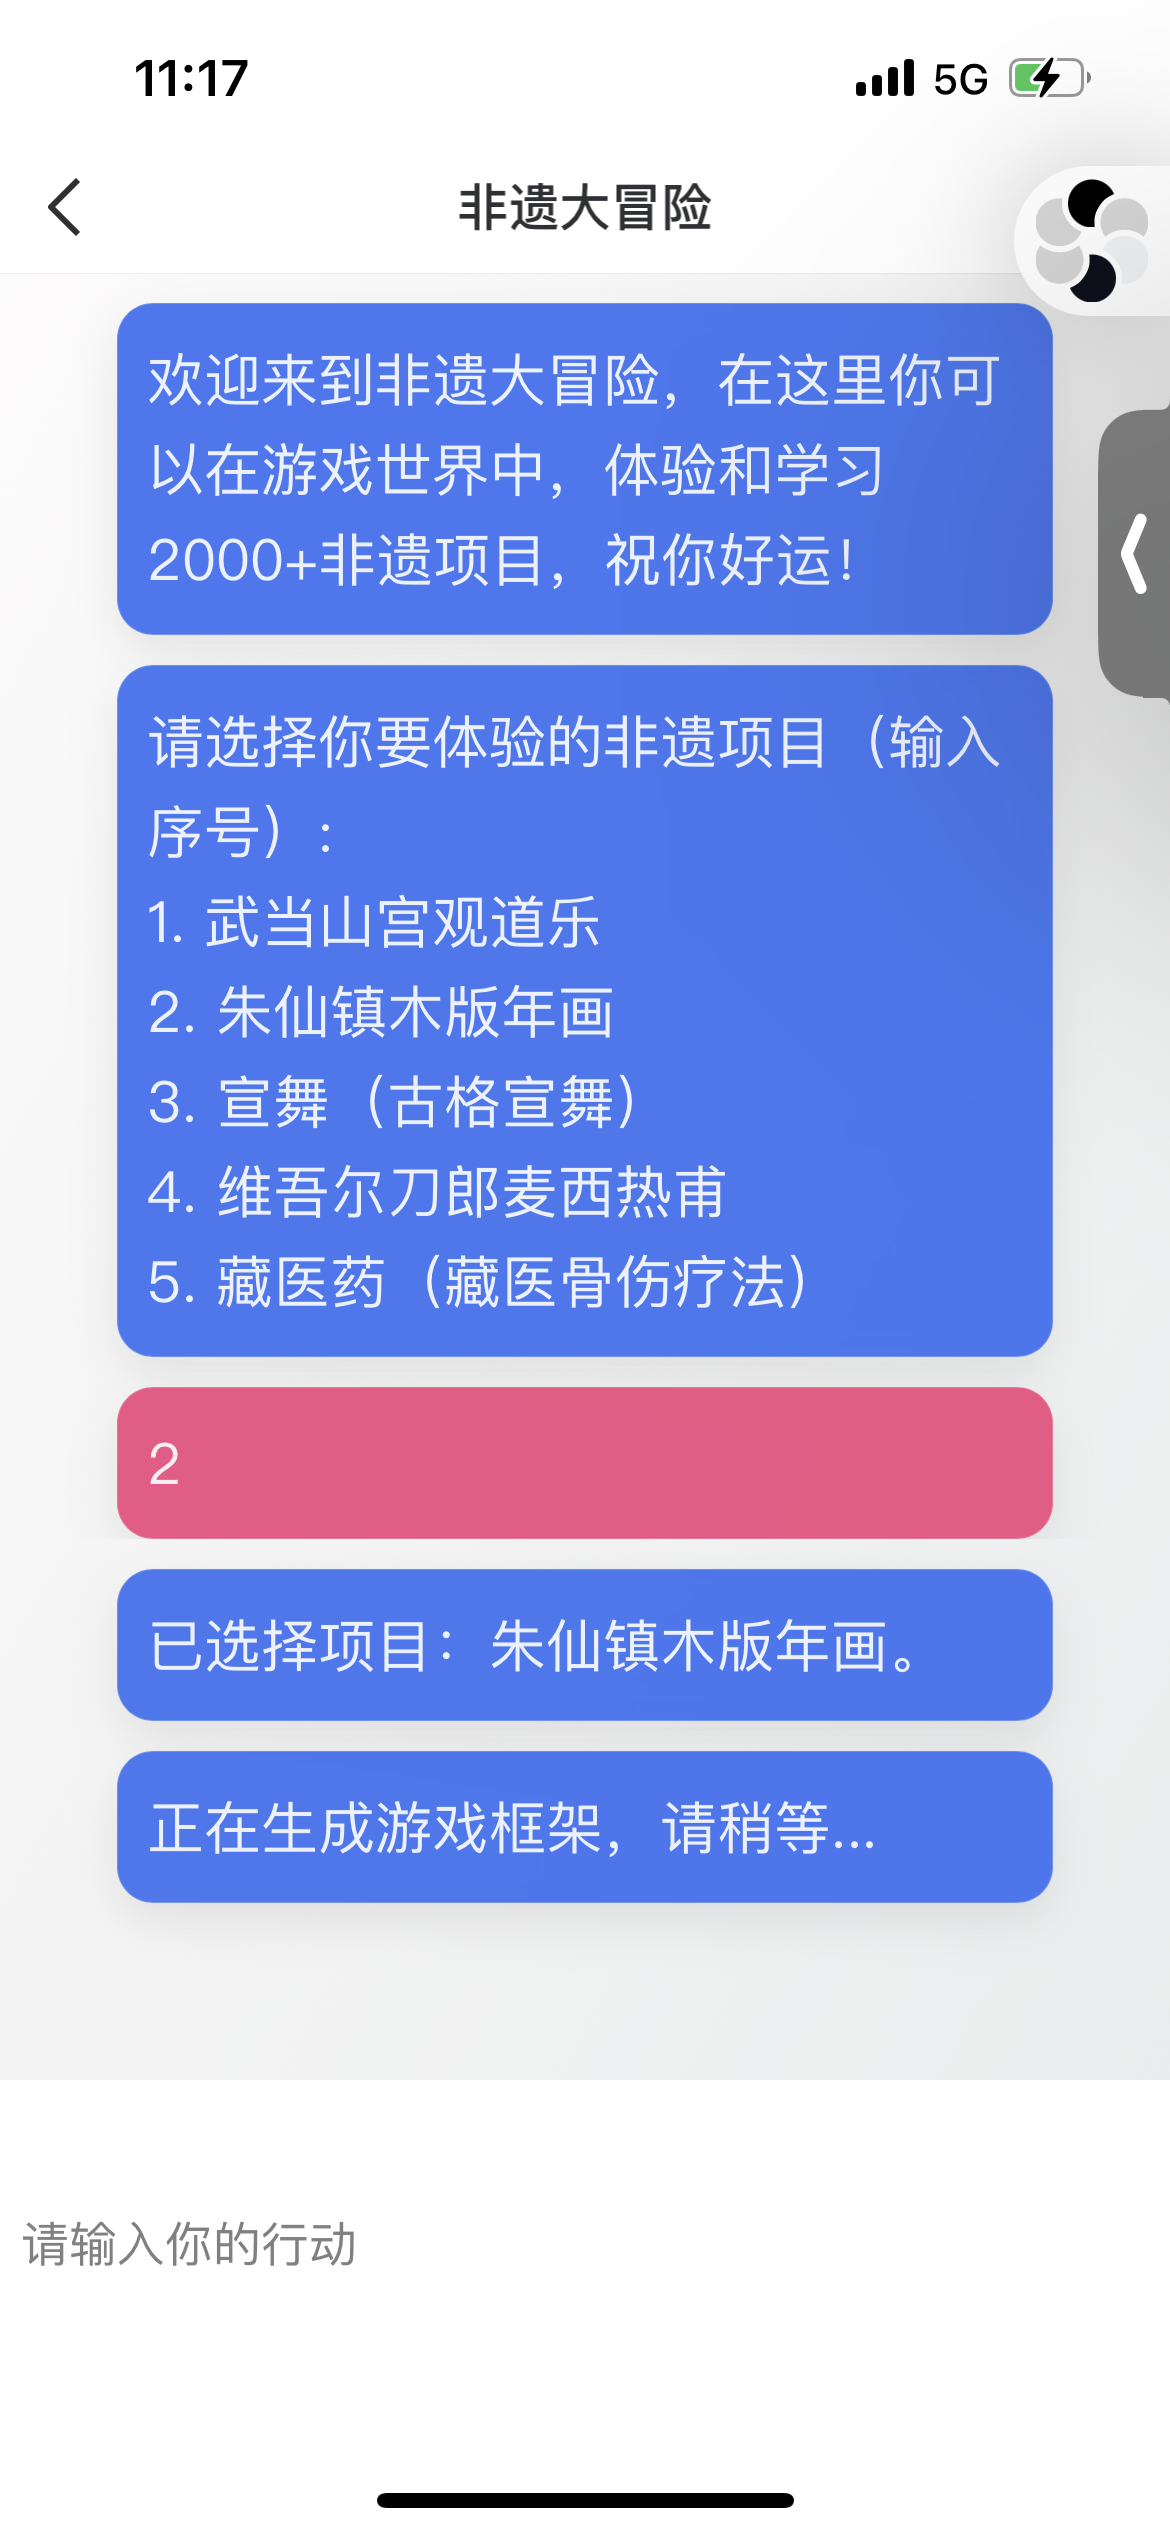 11:17
5G
非遗大冒险
欢迎来到非遗大冒险，在这里你可
以在游戏世界中，体验和学习
2000+非遗项目，祝你好运！
请选择你要体验的非遗项目（输入
序号）：
1. 武当山宫观道乐
2. 朱仙镇木版年画
3. 宣舞（古格宣舞）
4. 维吾尔刀郎麦西热甫
5. 藏医药（藏医骨伤疗法）
2
已选择项目：朱仙镇木版年画。
正在生成游戏框架，请稍等...
请输入你的行动